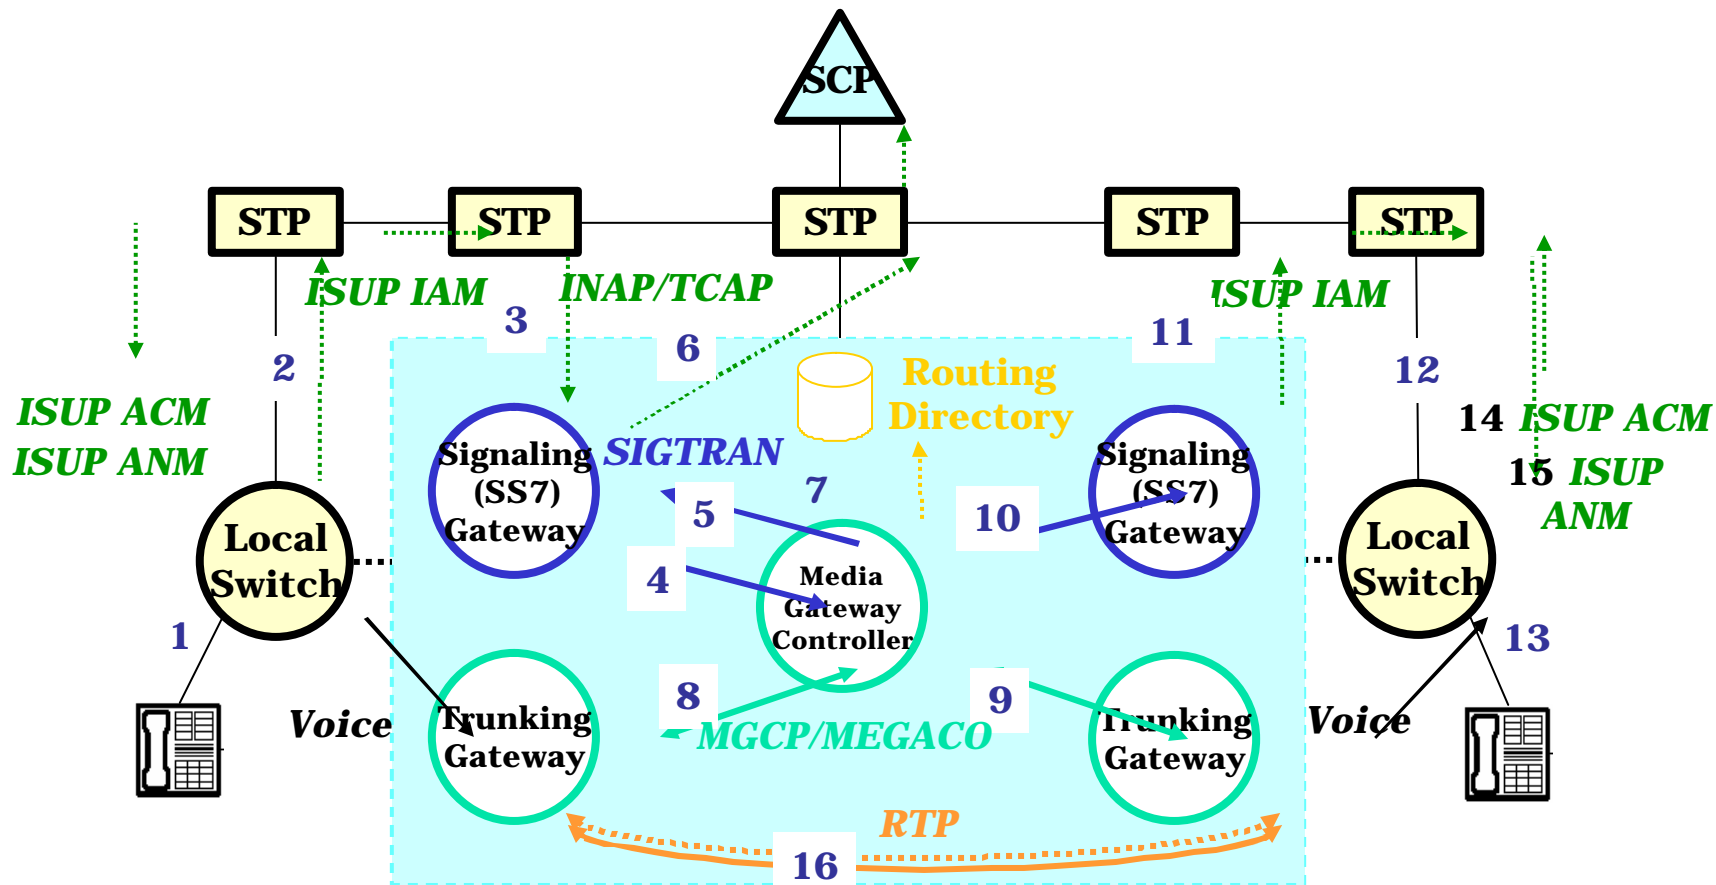 SCP
STP
STP
STP
STP
STP
ISUP IAM
INAP/TCAP
ISUP IAM
3
6
11
2
12
Routing
Directory
ISUP ACM
ISUP ANM
14 ISUP ACM
15 ISUP
ANM
Signaling
(SS7)
Gateway
SIGTRAN
7
5
10
4
Signaling
(SS7)
Gateway
Local
Switch
Media
Gateway
Controller
Local
Switch
1
13
8
9
Voice
Trunking
Gateway
MGCP/MEGACO
Trunking
Gateway
Voice
RTP
16